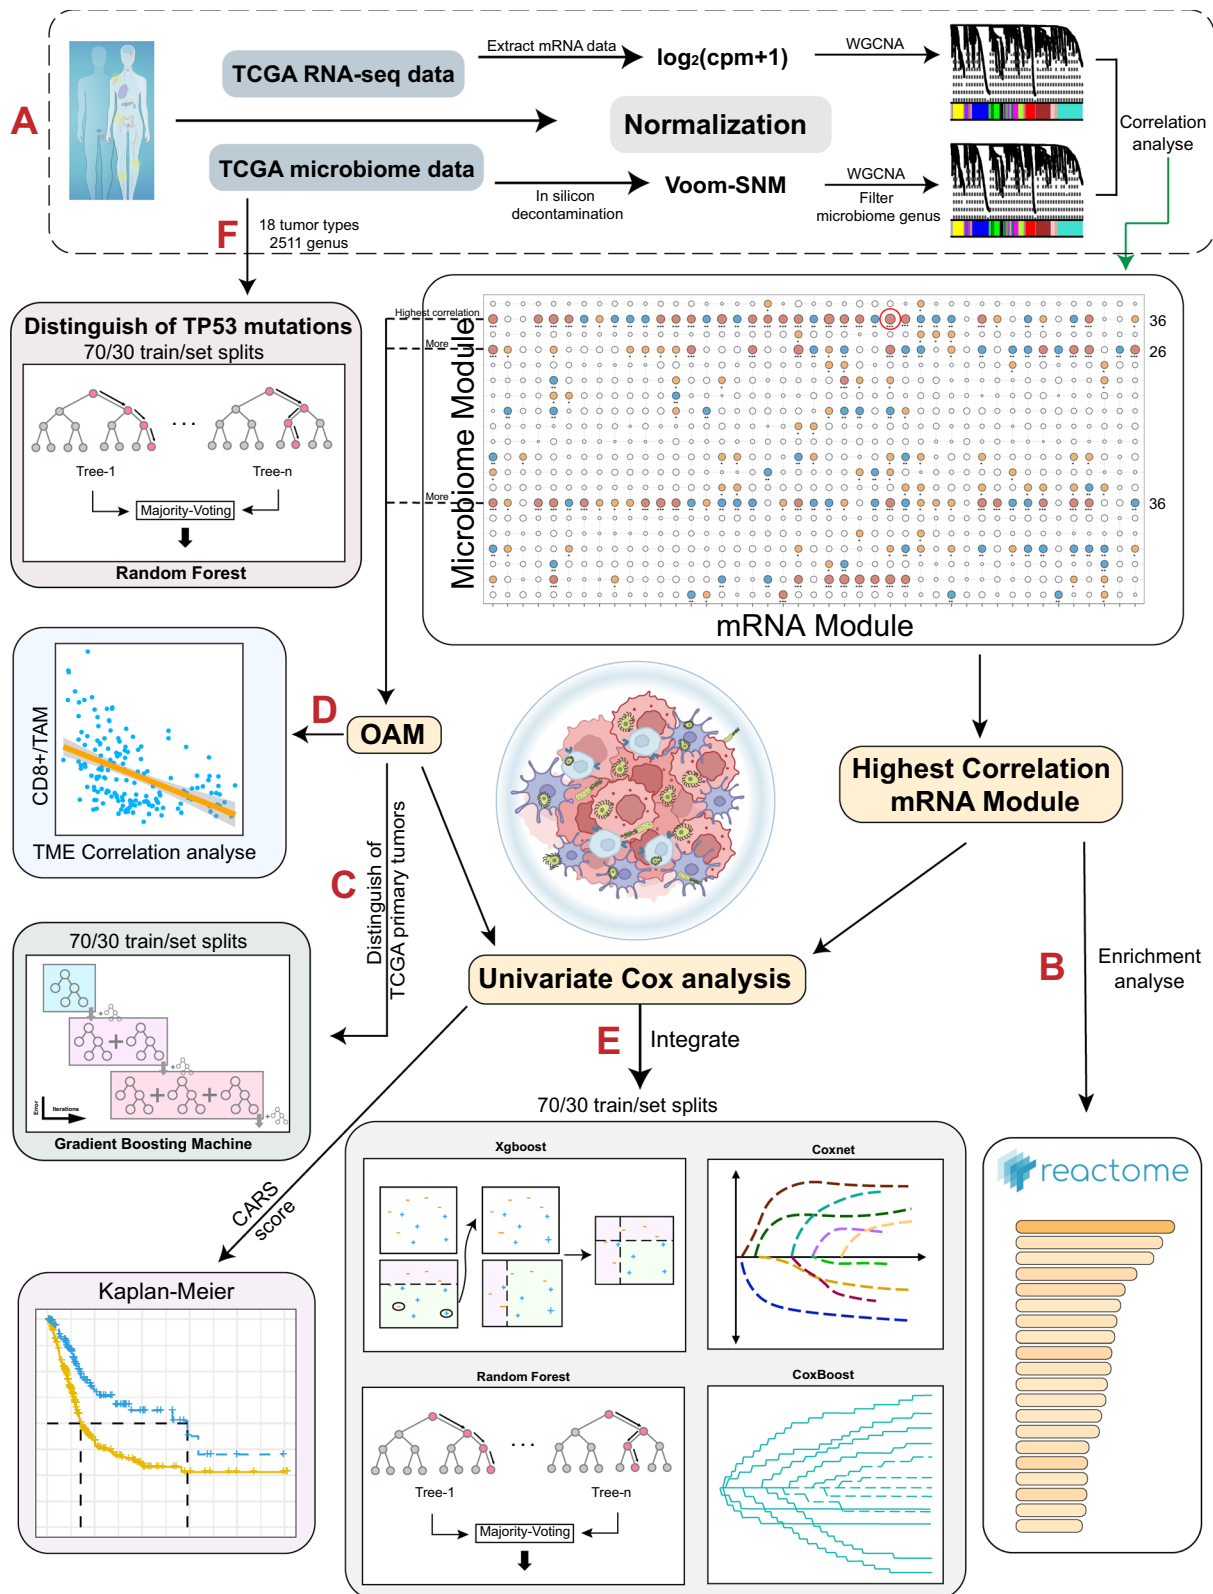 A
TCGA RNA-seq data
Extract mRNA data
log₂(cpm+1)
WGCNA
Normalization
Correlation
analyse
TCGA microbiome data
In silicon
decontamination
Voom-SNM
WGCNA
Filter
microbiome genus
F
18 tumor types
2511 genus
Distinguish of TP53 mutations
70/30 train/set splits
Tree-1
Tree-n
Majority-Voting
Random Forest
Highest correlation
More
More
Microbiome Module
36
26
36
mRNA Module
D
OAM
CD8+/TAM
TME Correlation analyse
Highest Correlation
mRNA Module
C
Distinguish of
TCGA primary tumors
70/30 train/set splits
Error
Iterations
Gradient Boosting Machine
Univariate Cox analysis
B
Enrichment
analyse
E
Integrate
70/30 train/set splits
CARS
score
Kaplan-Meier
Xgboost
Coxnet
Random Forest
Tree-1
Tree-n
Majority-Voting
CoxBoost
reactome